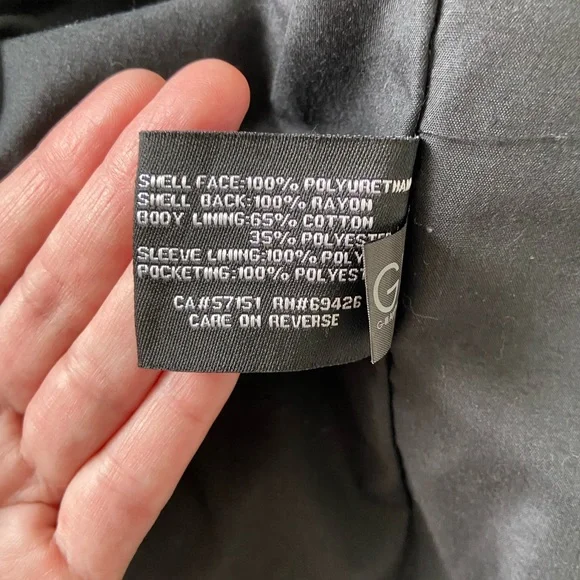 SHELL FACE:100% POLYURETHAN
SHELL BACK:100% RAYON
BODY LINING:65% COTTON
35% POLYESTE
SLEEVE LINING:100% POLY
POCKETING:100% POLYEST
CA#57151 RN#69426
CARE ON REVERSE
G